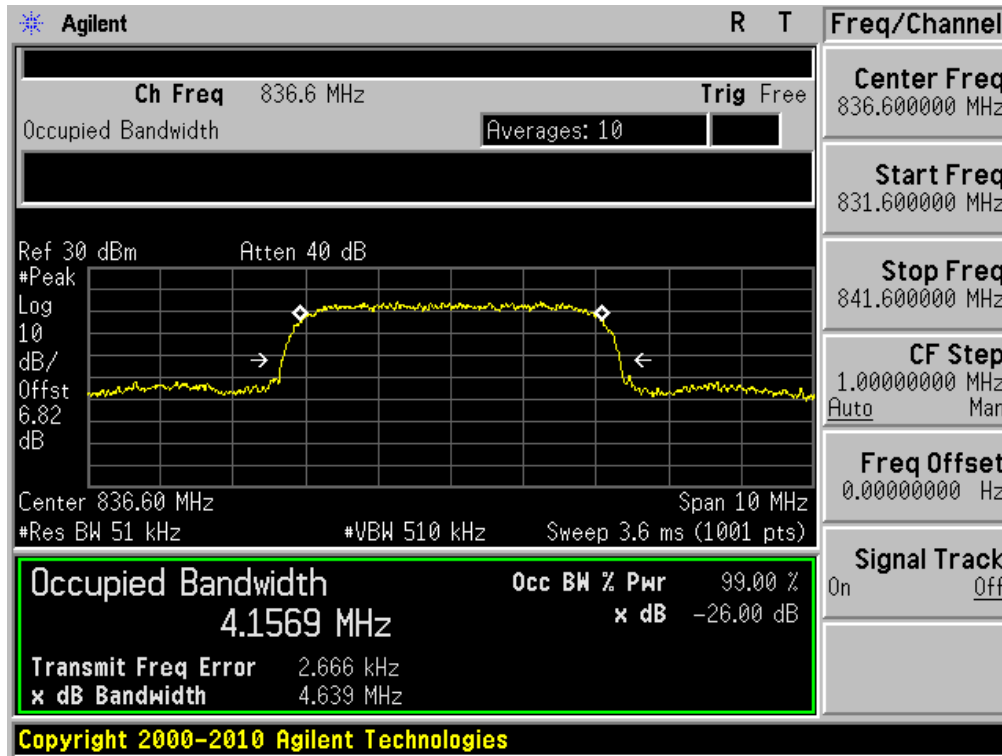 Agilent R T
Ch Freq 836.6 MHz Trig Free
Occupied Bandwidth Averages: 10
Ref 30 dBm Atten 40 dB
#Peak
Log
10
dB/
Offst
6.82
dB
Center 836.60 MHz Span 10 MHz
#Res BW 51 kHz #VBW 510 kHz Sweep 3.6 ms (1001 pts)
Occupied Bandwidth Occ BW % Pwr 99.00 %
4.1569 MHz x dB -26.00 dB
Transmit Freq Error 2.666 kHz
x dB Bandwidth 4.639 MHz
Copyright 2000-2010 Agilent Technologies
Freq/Channel
Center Freq
836.600000 MHz
Start Freq
831.600000 MHz
Stop Freq
841.600000 MHz
CF Step
1.00000000 MHz
Auto Man
Freq Offset
0.00000000 Hz
Signal Track
On Off